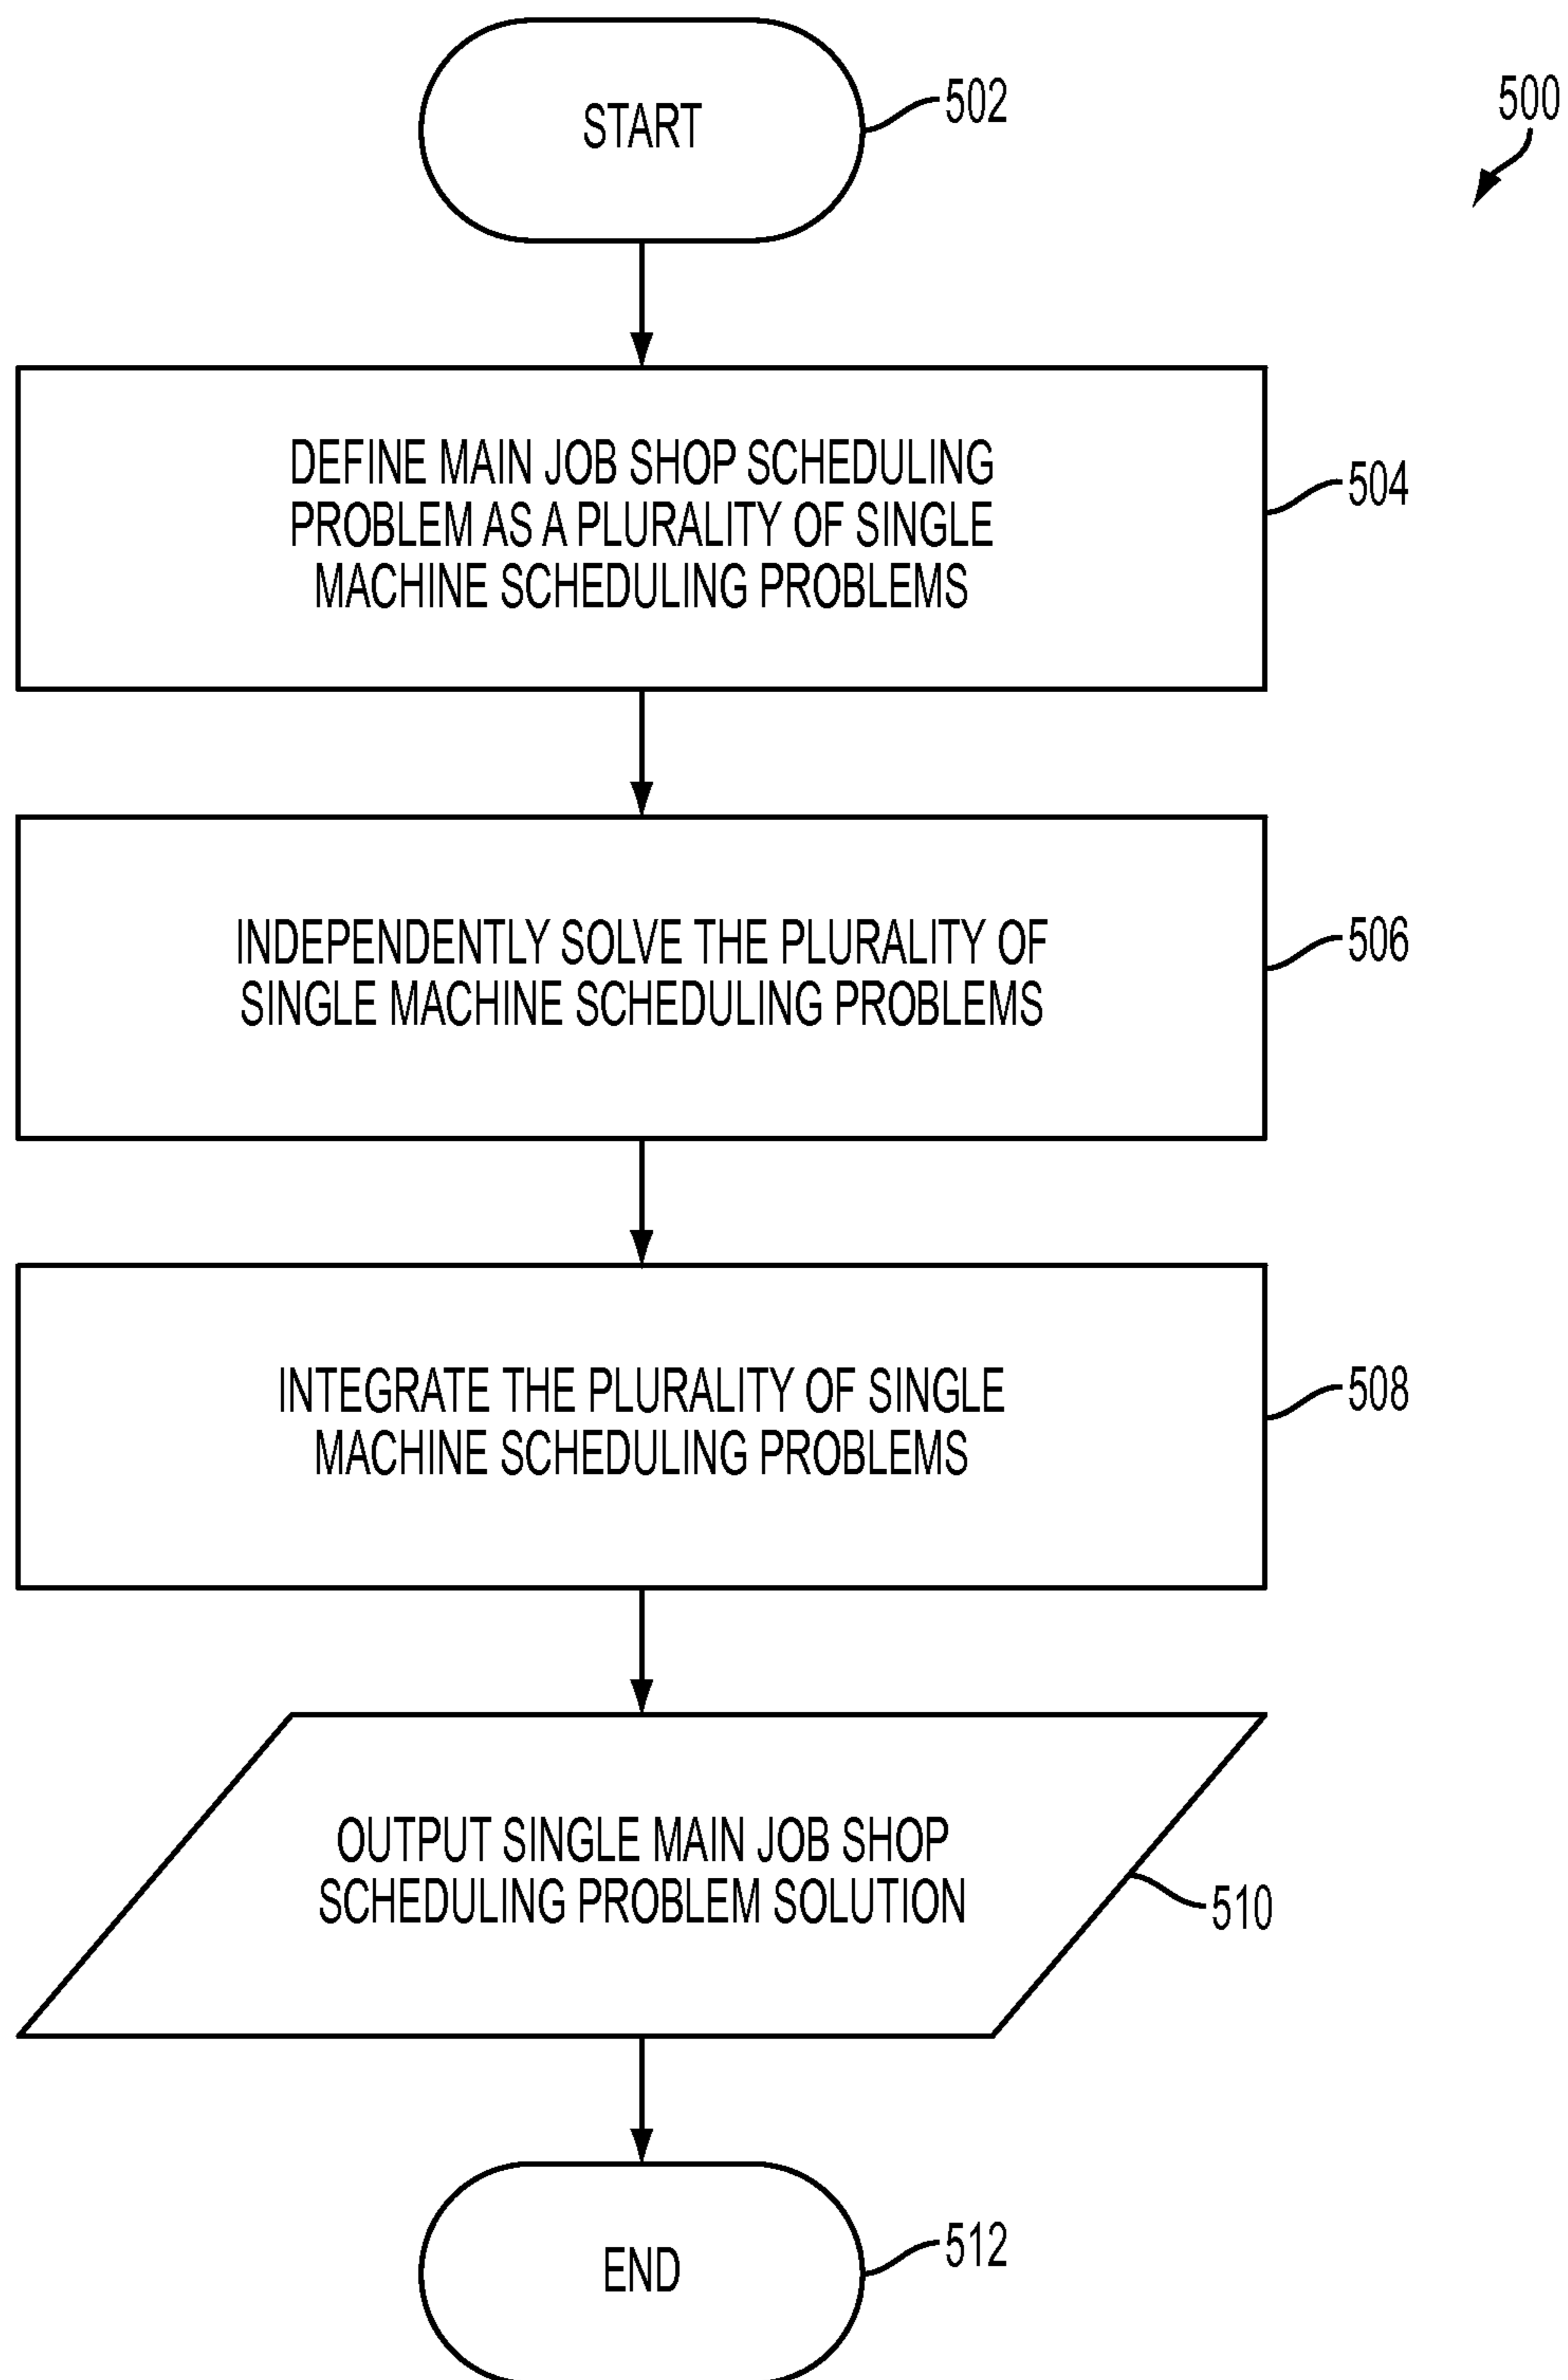 START
502
500
DEFINE MAIN JOB SHOP SCHEDULING
PROBLEM AS A PLURALITY OF SINGLE
MACHINE SCHEDULING PROBLEMS
504
INDEPENDENTLY SOLVE THE PLURALITY OF
SINGLE MACHINE SCHEDULING PROBLEMS
506
INTEGRATE THE PLURALITY OF SINGLE
MACHINE SCHEDULING PROBLEMS
508
OUTPUT SINGLE MAIN JOB SHOP
SCHEDULING PROBLEM SOLUTION
510
END
512